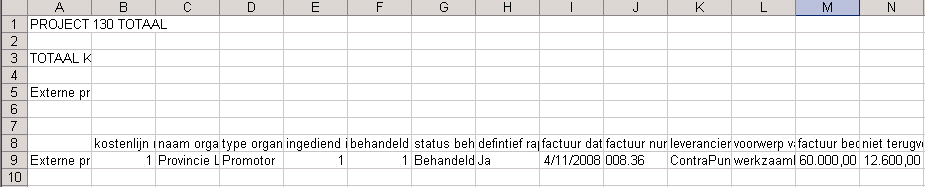 A B C D E F G H I J K L M N
1 PROJECT 130 TOTAAL
2
3 TOTAAL K
4
5 Externe pr
6
7
8 kostenlijn naam orga type organ ingediend i behandeld status beh defintief ra factuur dat factuur nur leverancier voorwerp v factuur bed niet terugv
9 Externe pr 1 Provincie L Promotor 1 1 Behandeld Ja 4/11/2008 008.36 ContraPun werkzaaml 60.000,00 12.600,00
10